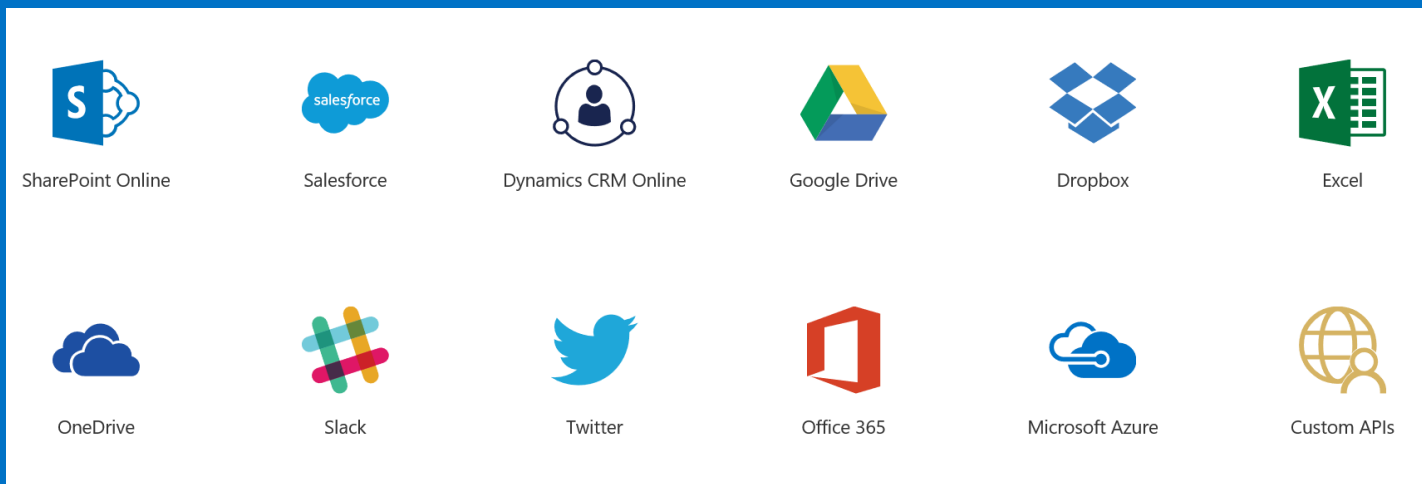 S
salesforce
X
SharePoint Online
Salesforce
Dynamics CRM Online
Google Drive
Dropbox
Excel
OneDrive
Slack
Twitter
Office 365
Microsoft Azure
Custom APIs